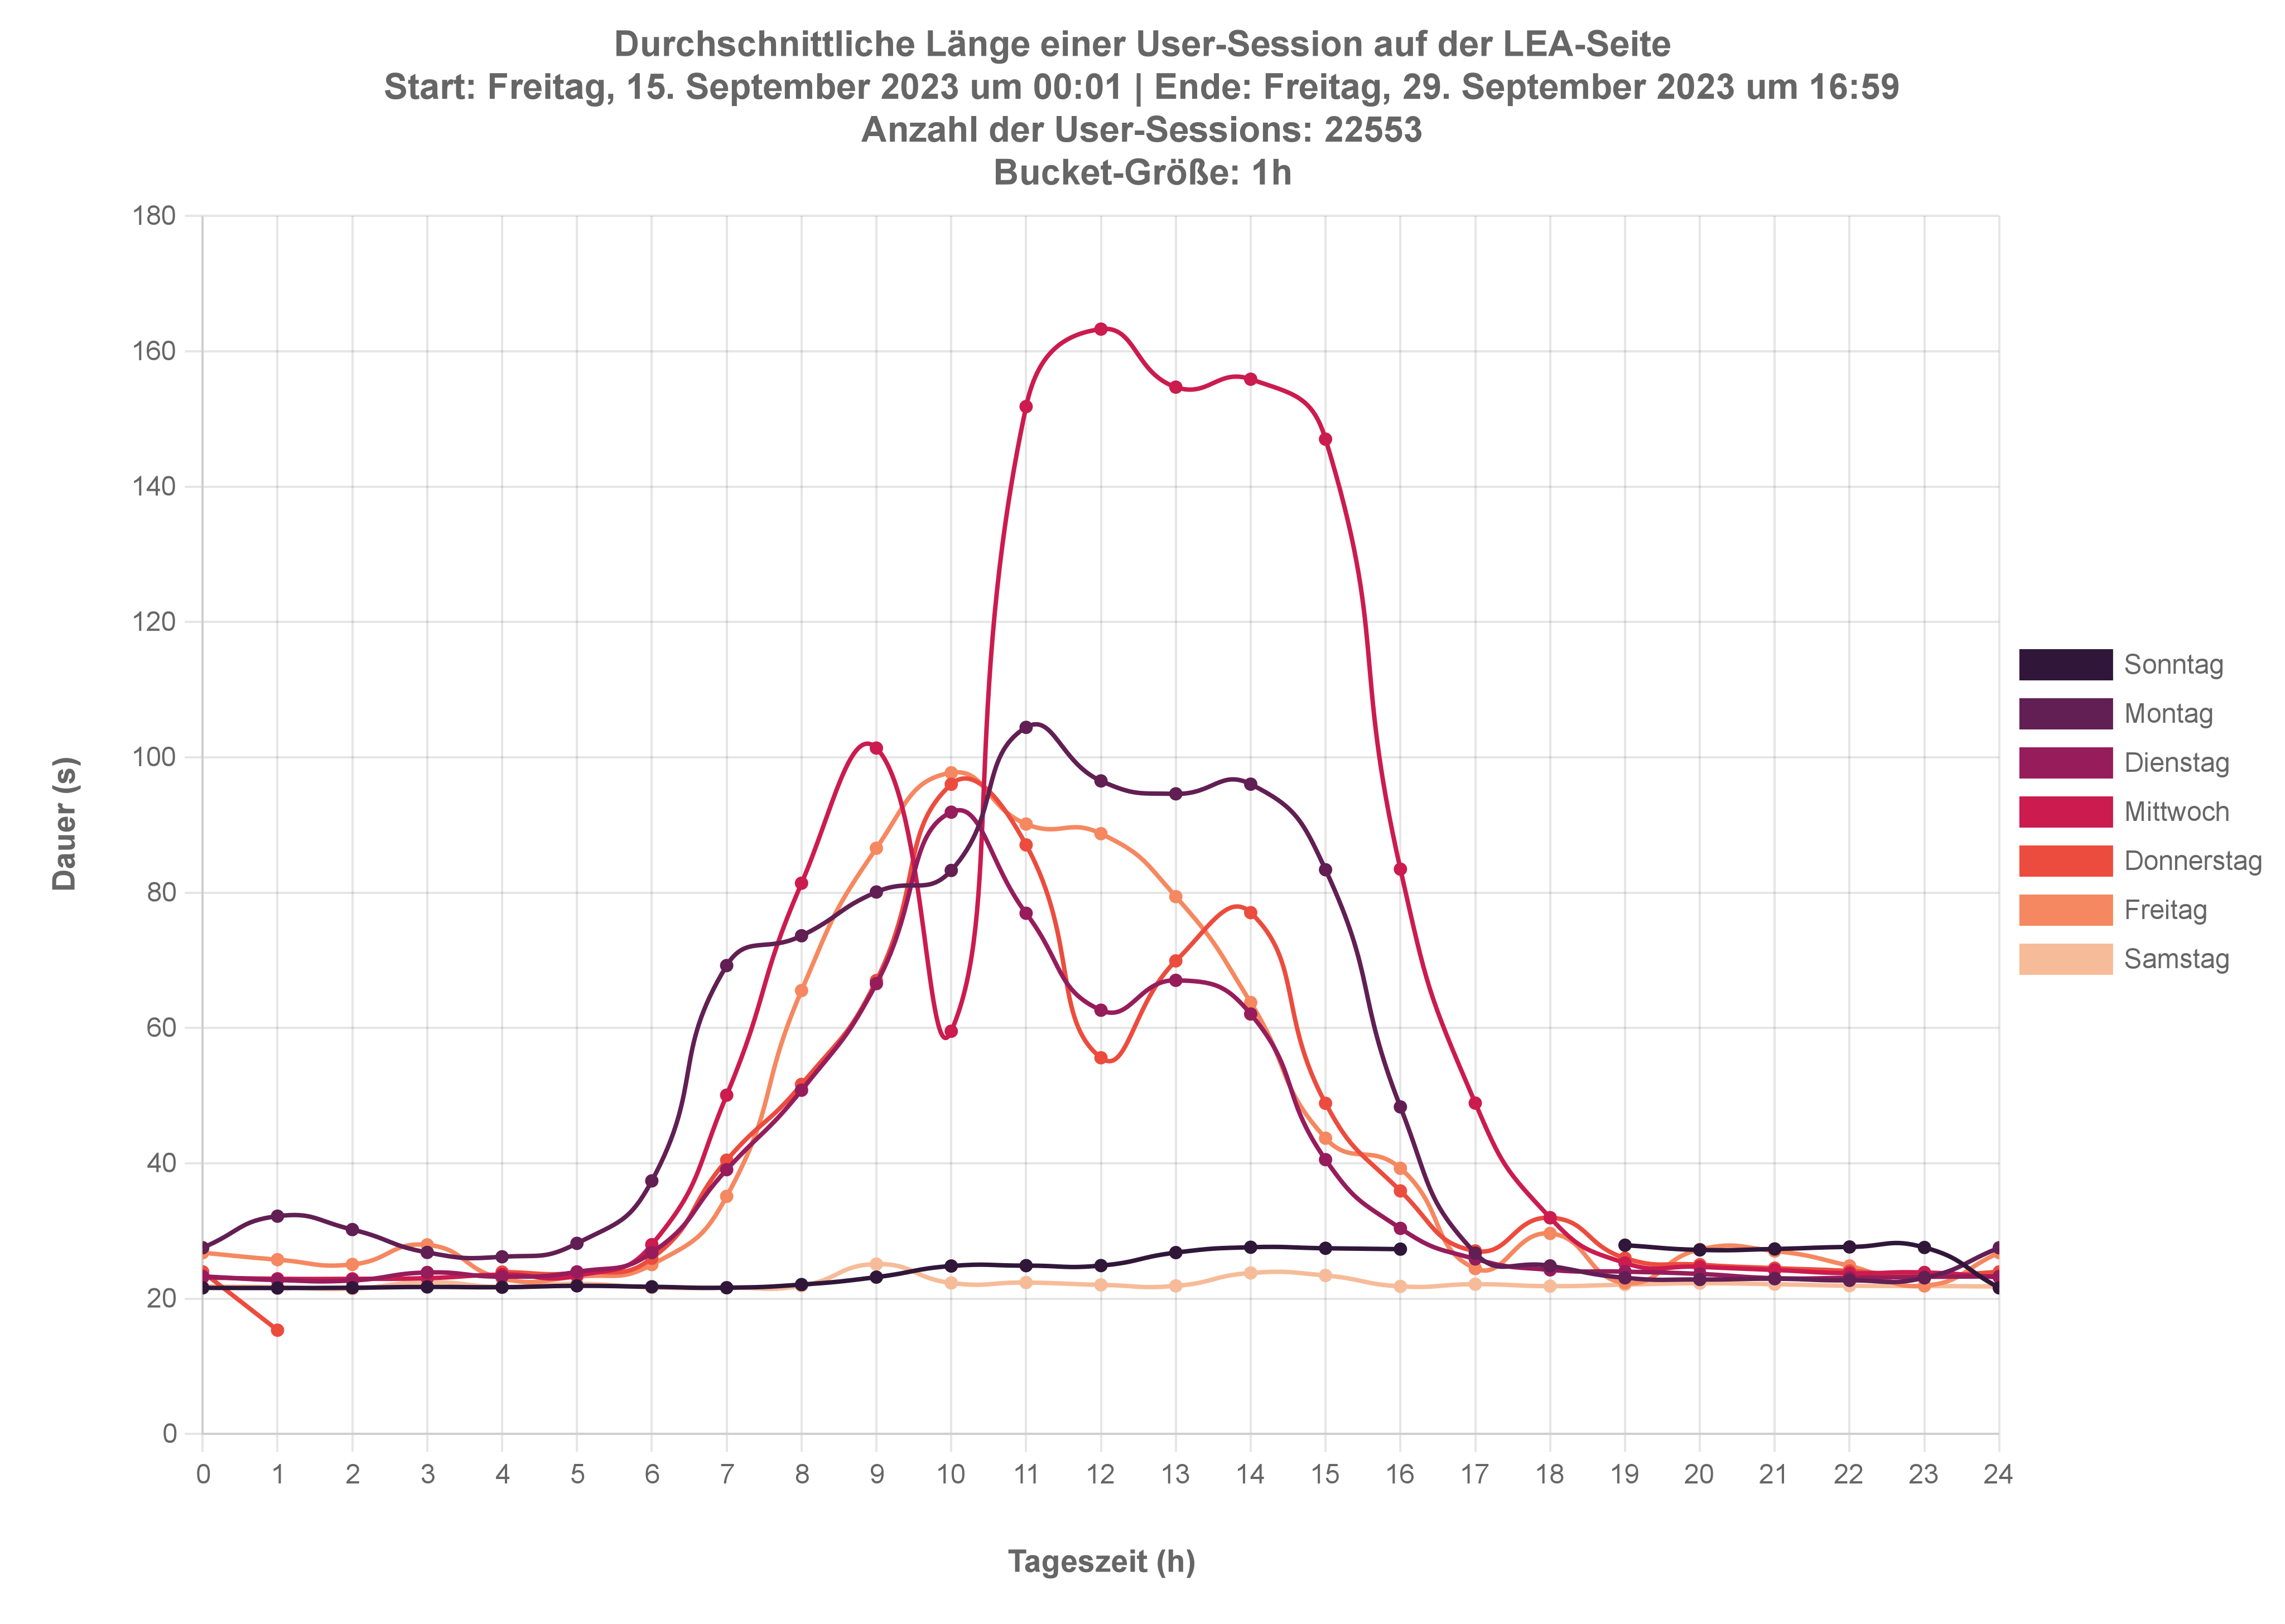 Durchschnittliche Länge einer User-Session auf der LEA-Seite
Start: Freitag, 15. September 2023 um 00:01 | Ende: Freitag, 29. September 2023 um 16:59
Anzahl der User-Sessions: 22553
Bucket-Größe: 1h
180
160
140
120
100
80
60
40
20
0
Dauer (s)
0 1 2 3 4 5 6 7 8 9 10 11 12 13 14 15 16 17 18 19 20 21 22 23 24
Tageszeit (h)
Sonntag
Montag
Dienstag
Mittwoch
Donnerstag
Freitag
Samstag